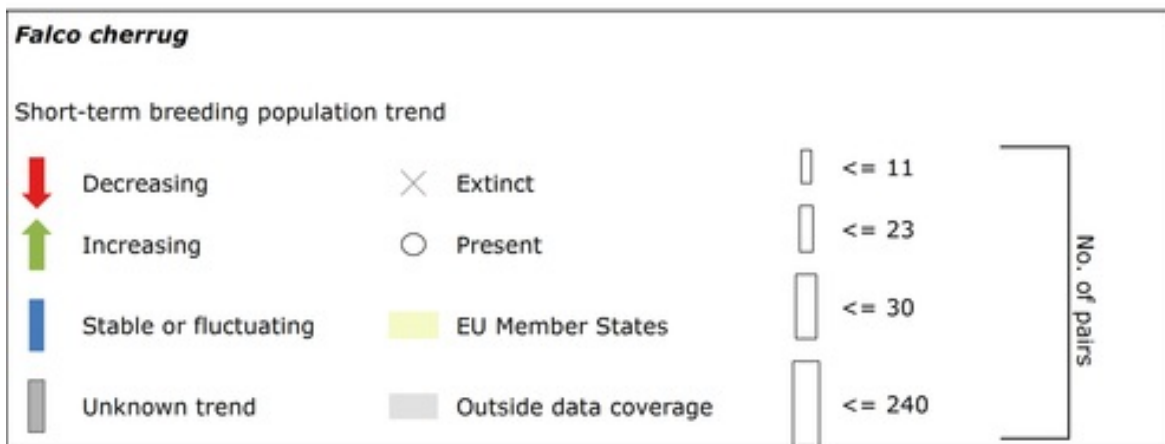 Falco cherrug
Short-term breeding population trend
Decreasing
Extinct
<= 11
Increasing
Present
<= 23
Stable or fluctuating
EU Member States
<= 30
Unknown trend
Outside data coverage
<= 240
No. of pairs